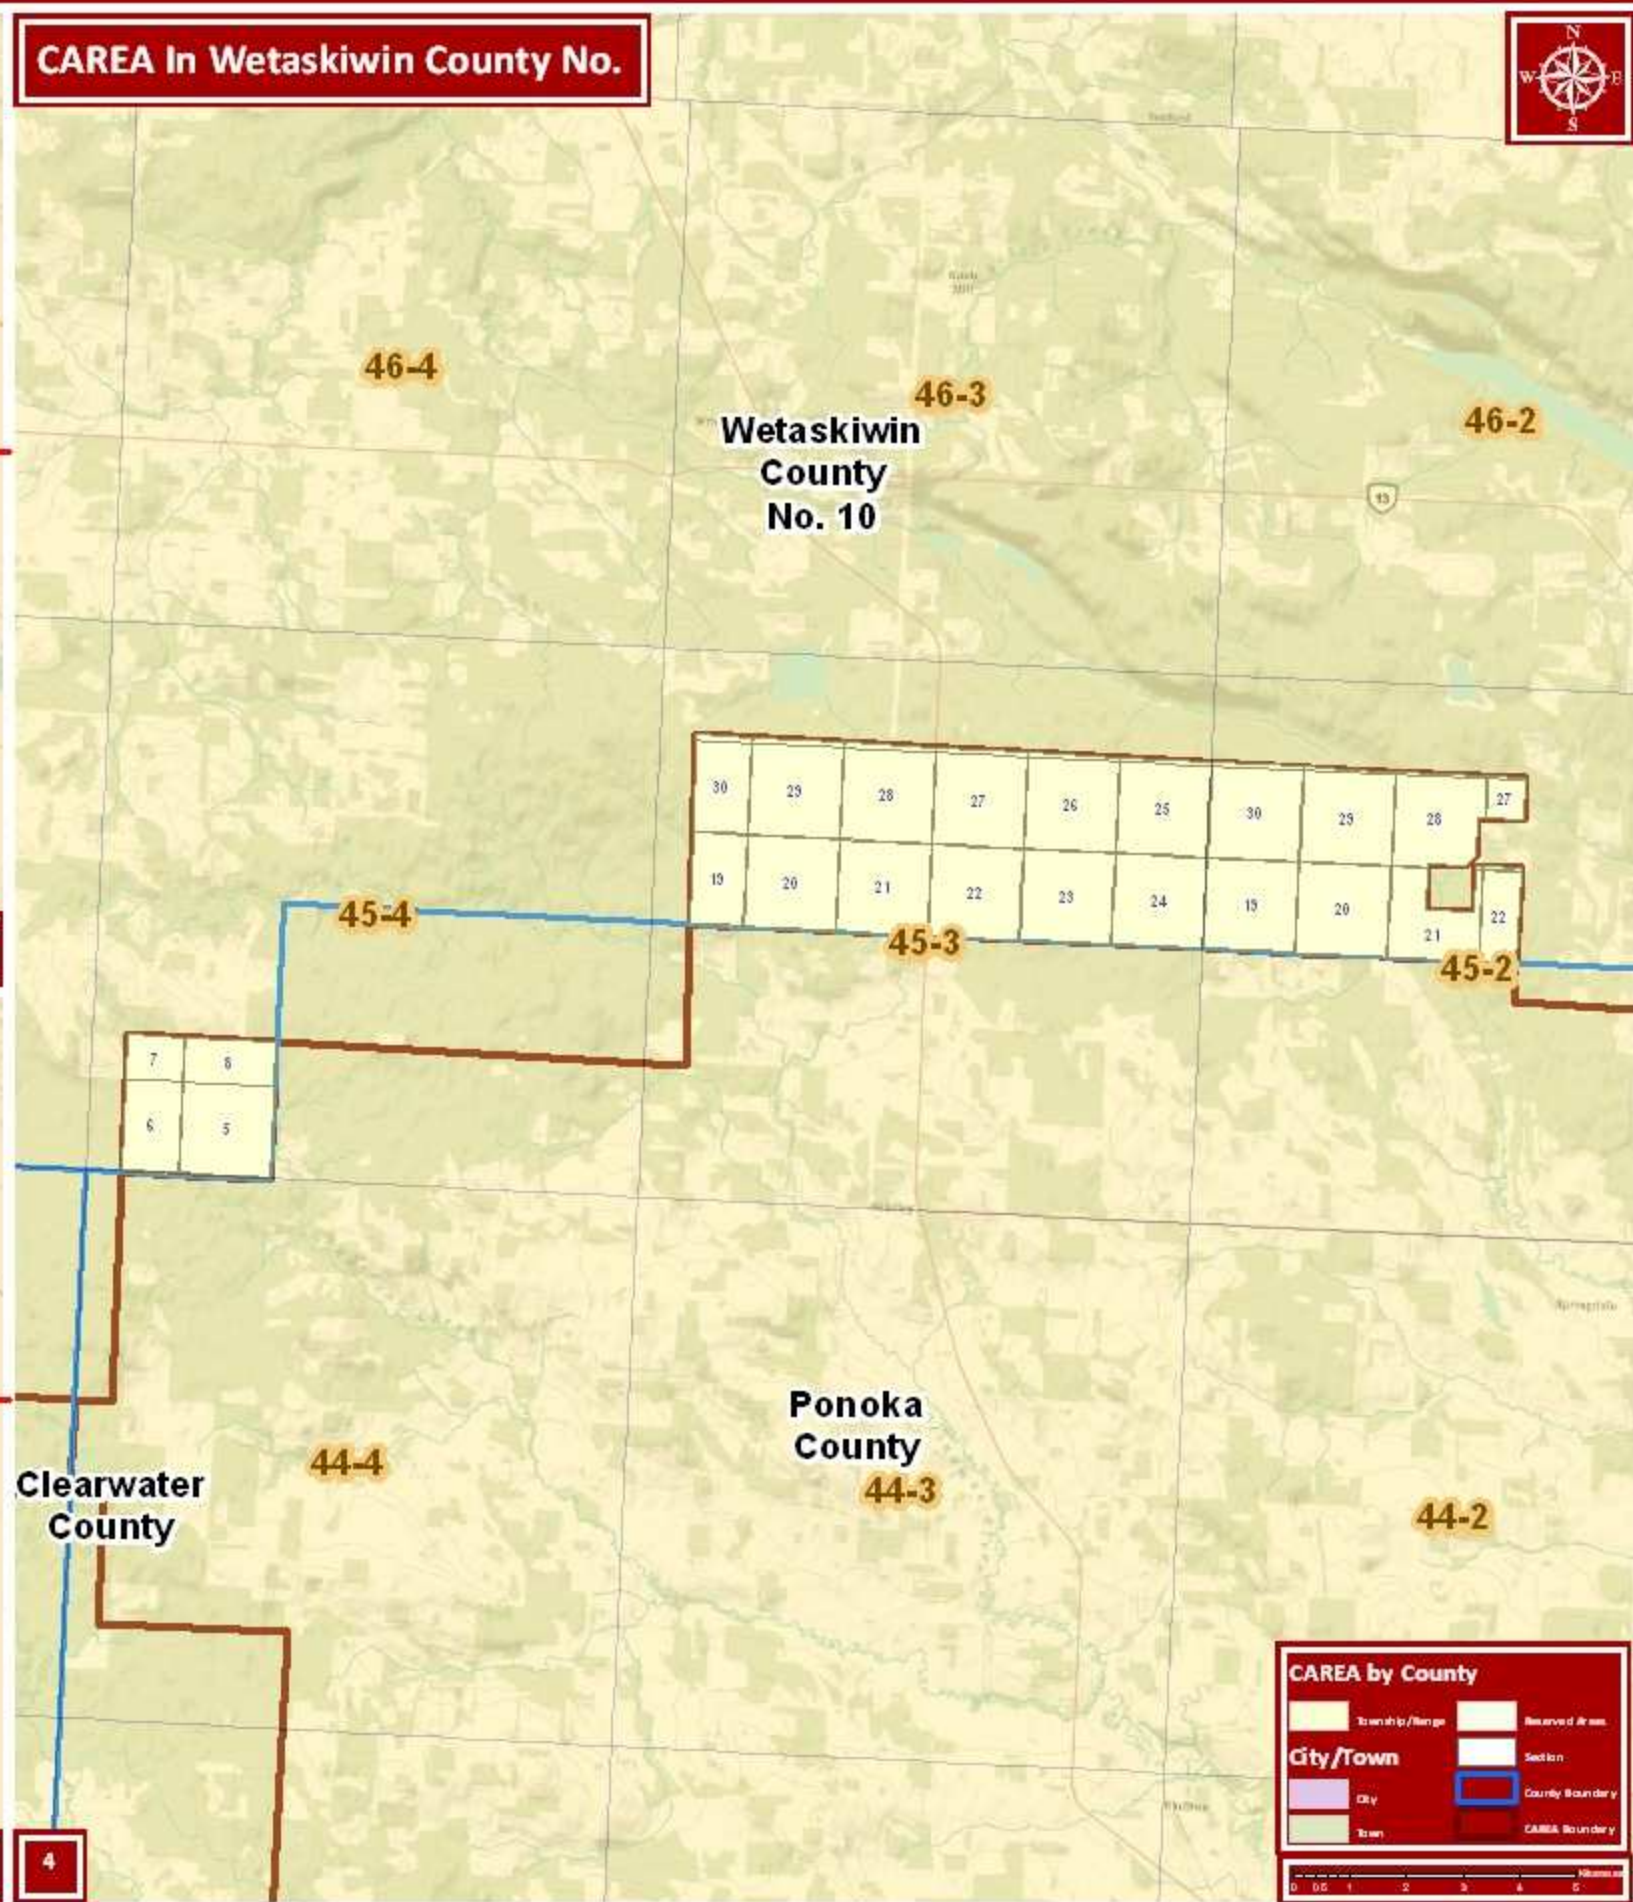 CAREA In Wetaskiwin County No.
N
W E
S
46-4
46-3
46-2
Wetaskiwin
County
No. 10
13
30 29 28 27 26 25 30 29 28 27
19 20 21 22 23 24 19 20 21 22
45-4
45-3
45-2
7 8
6 5
Ponoka
County
Clearwater
County
44-4
44-3
44-2
CAREA by County
Township/Range
Reserved Areas
City/Town
Section
City
County Boundary
Town
CAREA Boundary
4
0 0.5 1 2 3 4 5